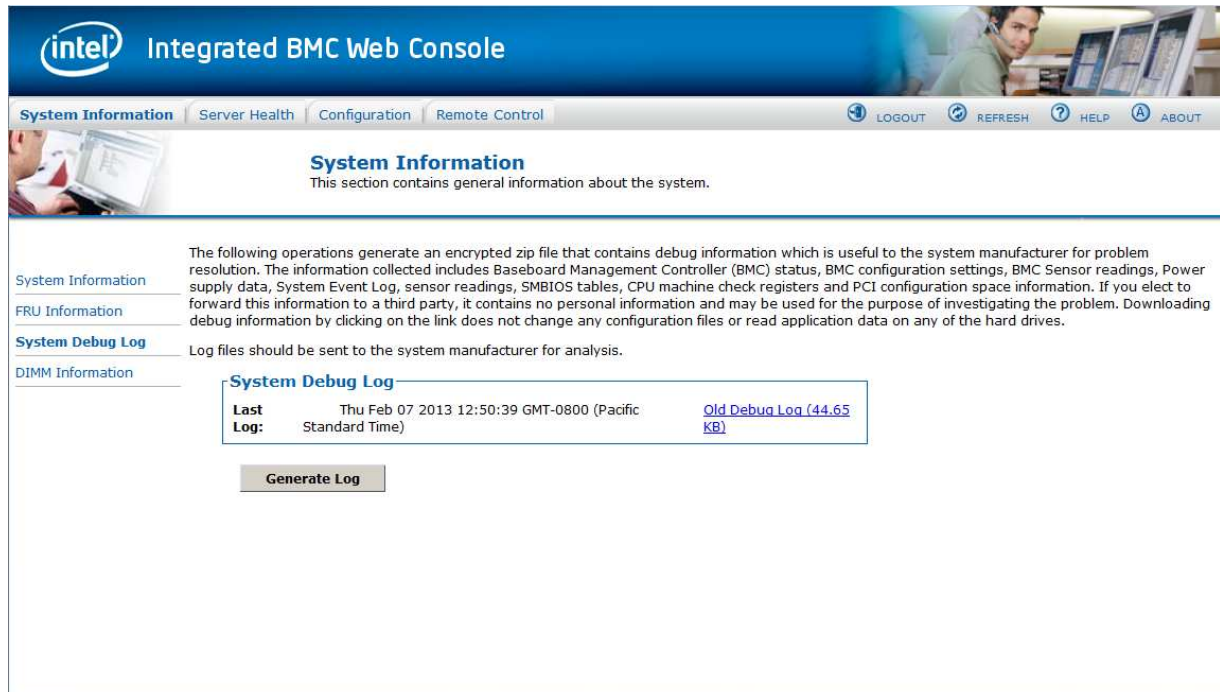 intel Integrated BMC Web Console
System Information Server Health Configuration Remote Control LOGOUT REFRESH HELP ABOUT
System Information
This section contains general information about the system.
System Information
FRU Information
System Debug Log
DIMM Information
The following operations generate an encrypted zip file that contains debug information which is useful to the system manufacturer for problem
resolution. The information collected includes Baseboard Management Controller (BMC) status, BMC configuration settings, BMC Sensor readings, Power
supply data, System Event Log, sensor readings, SMBIOS tables, CPU machine check registers and PCI configuration space information. If you elect to
forward this information to a third party, it contains no personal information and may be used for the purpose of investigating the problem. Downloading
debug information by clicking on the link does not change any configuration files or read application data on any of the hard drives.
Log files should be sent to the system manufacturer for analysis.
System Debug Log
Last Thu Feb 07 2013 12:50:39 GMT-0800 (Pacific Old Debug Log (44.65
Log: Standard Time) KB)
Generate Log